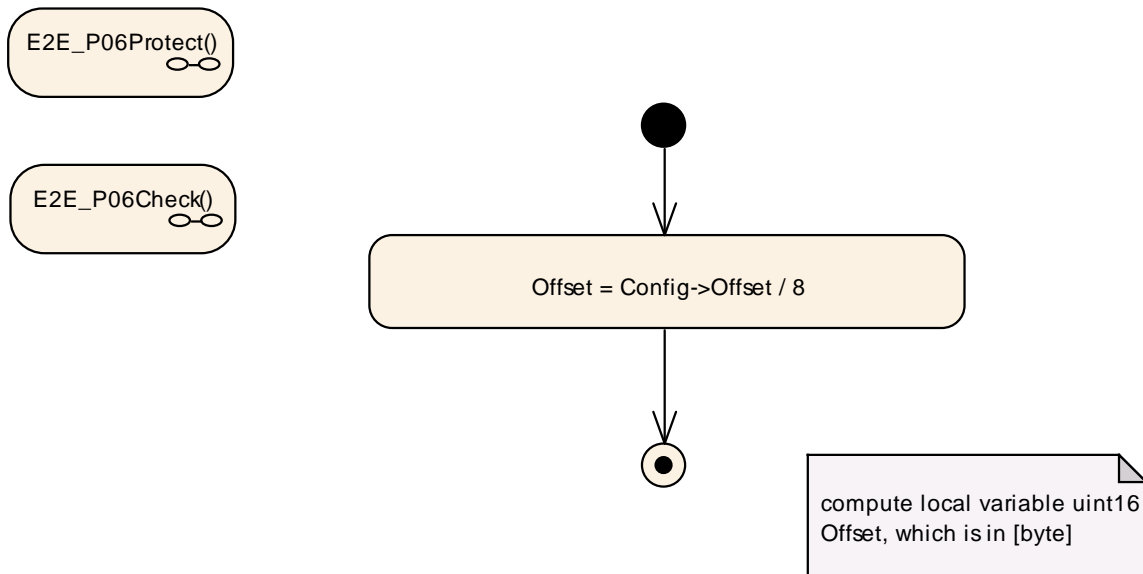 E2E_P06Protect()
E2E_P06Check()
Offset = Config->Offset / 8
compute local variable uint16
Offset, which is in [byte]